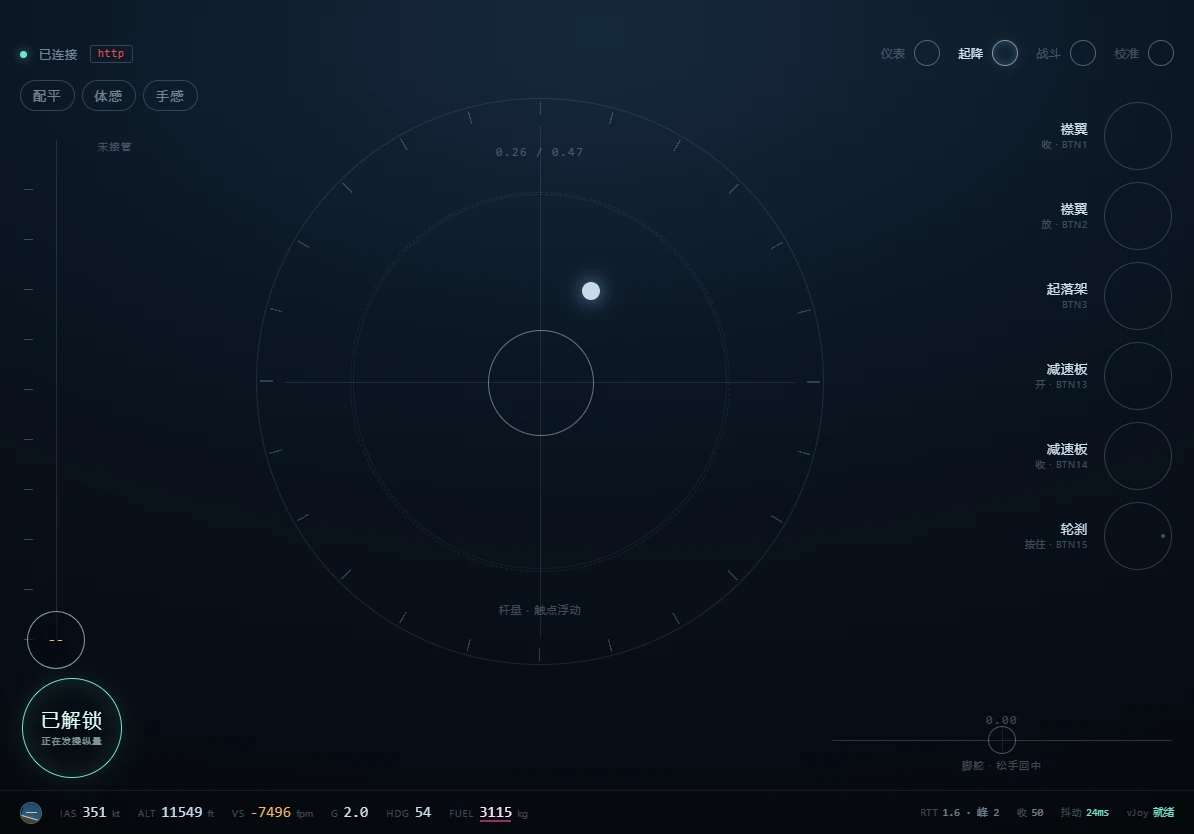 已连接 http
仪表 起降 战斗 校准
配平 体感 手感
未接管
0.26 / 0.47
襟翼
收 · BTN1
襟翼
放 · BTN2
起落架
BTN3
减速板
开 · BTN13
减速板
收 · BTN14
轮刹
按住 · BTN15
杆量 · 触点浮动
--
已解锁
正在发操纵量
0.00
脚舵 · 松手回中
IAS 351 kt ALT 11549 ft VS -7496 fpm G 2.0 HDG 54 FUEL 3115 kg RTT 1.6 · 峰 2 收 50 抖动 24ms vJoy 就绪